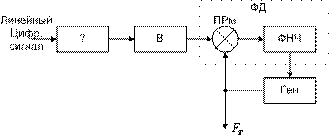 ФД
Линейный
Цифр.
сигнал
?
В
ПРм
ФНЧ
Ген
Fт